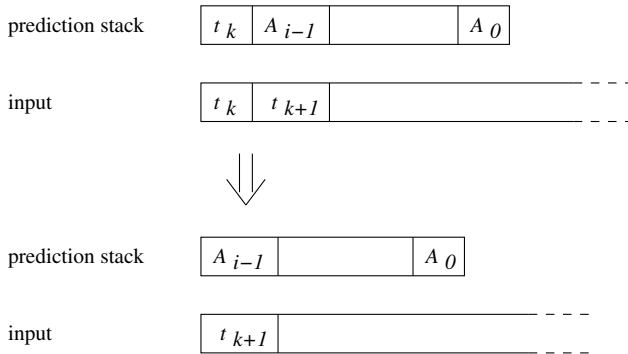 prediction stack t k A i−1 A 0
input t k t k+1
prediction stack A i−1 A 0
input t k+1